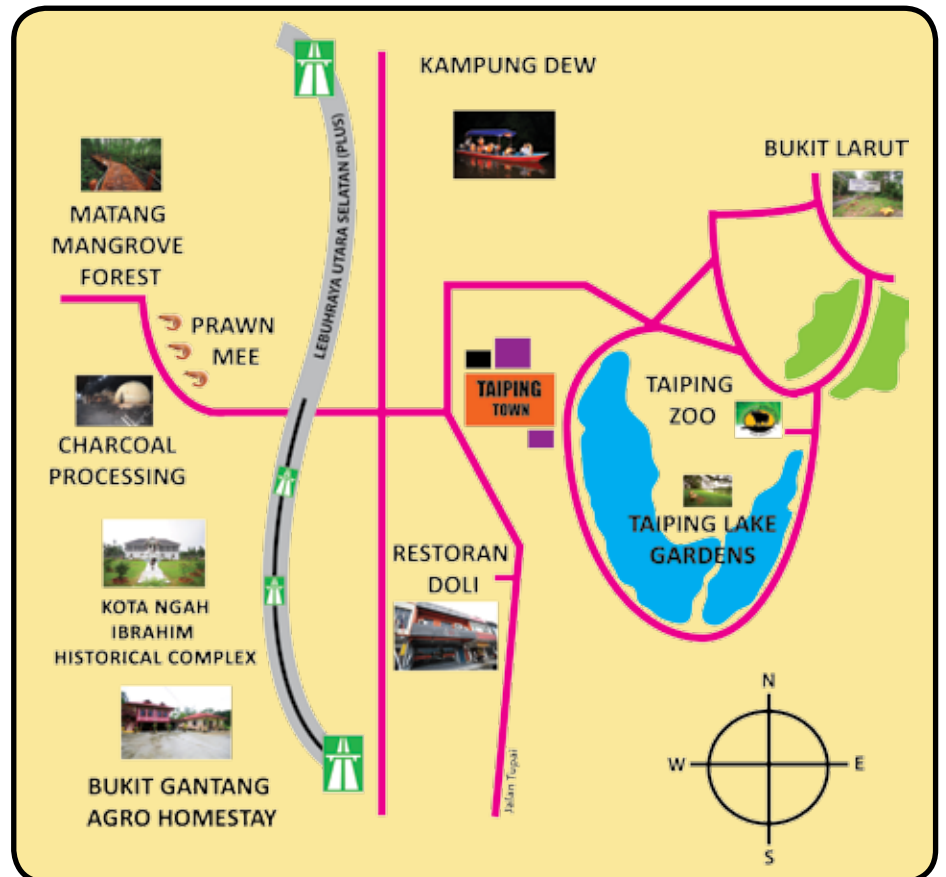 KAMPUNG DEW
BUKIT LARUT
LEBUHRAYA UTARA SELATAN (PLUS)
MATANG
MANGROVE
FOREST
PRAWN
MEE
TAIPING
TOWN
TAIPING
ZOO
CHARCOAL
PROCESSING
TAIPING LAKE
GARDENS
RESTORAN
DOLI
KOTA NGAH
IBRAHIM
HISTORICAL COMPLEX
BUKIT GANTANG
AGRO HOMESTAY
Jalan Tupai
N
W
E
S